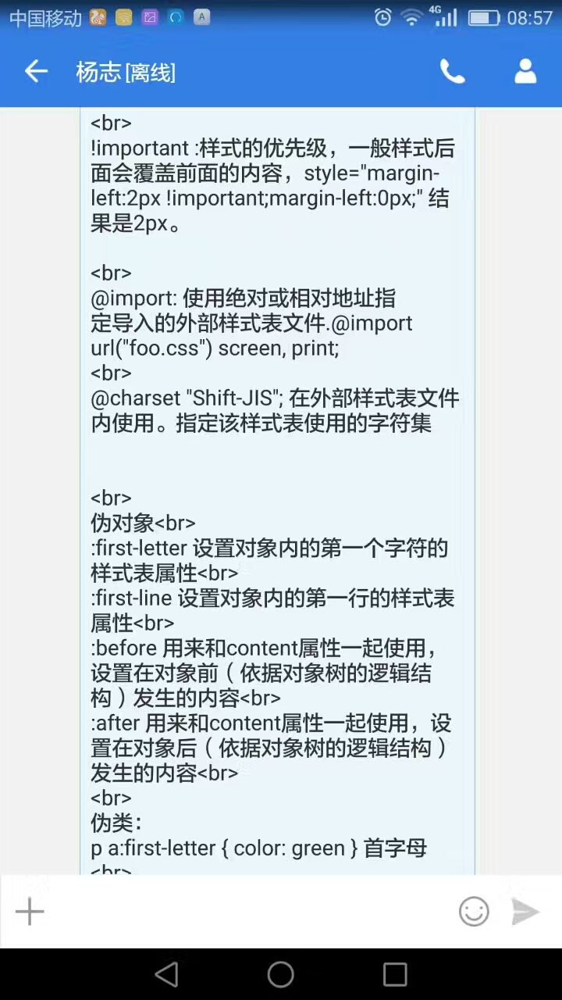 中国移动 A 4G 08:57
杨志[离线]
<br>
!important :样式的优先级，一般样式后
面会覆盖前面的内容，style="margin-
left:2px !important;margin-left:0px;" 结
果是2px。
<br>
@import: 使用绝对或相对地址指
定导入的外部样式表文件.@import
url("foo.css") screen, print;
<br>
@charset "Shift-JIS"; 在外部样式表文件
内使用。指定该样式表使用的字符集
<br>
伪对象<br>
:first-letter 设置对象内的第一个字符的
样式表属性<br>
:first-line 设置对象内的第一行的样式表
属性<br>
:before 用来和content属性一起使用，
设置在对象前（依据对象树的逻辑结
构）发生的内容<br>
:after 用来和content属性一起使用，设
置在对象后（依据对象树的逻辑结构）
发生的内容<br>
<br>
伪类：
p a:first-letter { color: green } 首字母
<br>